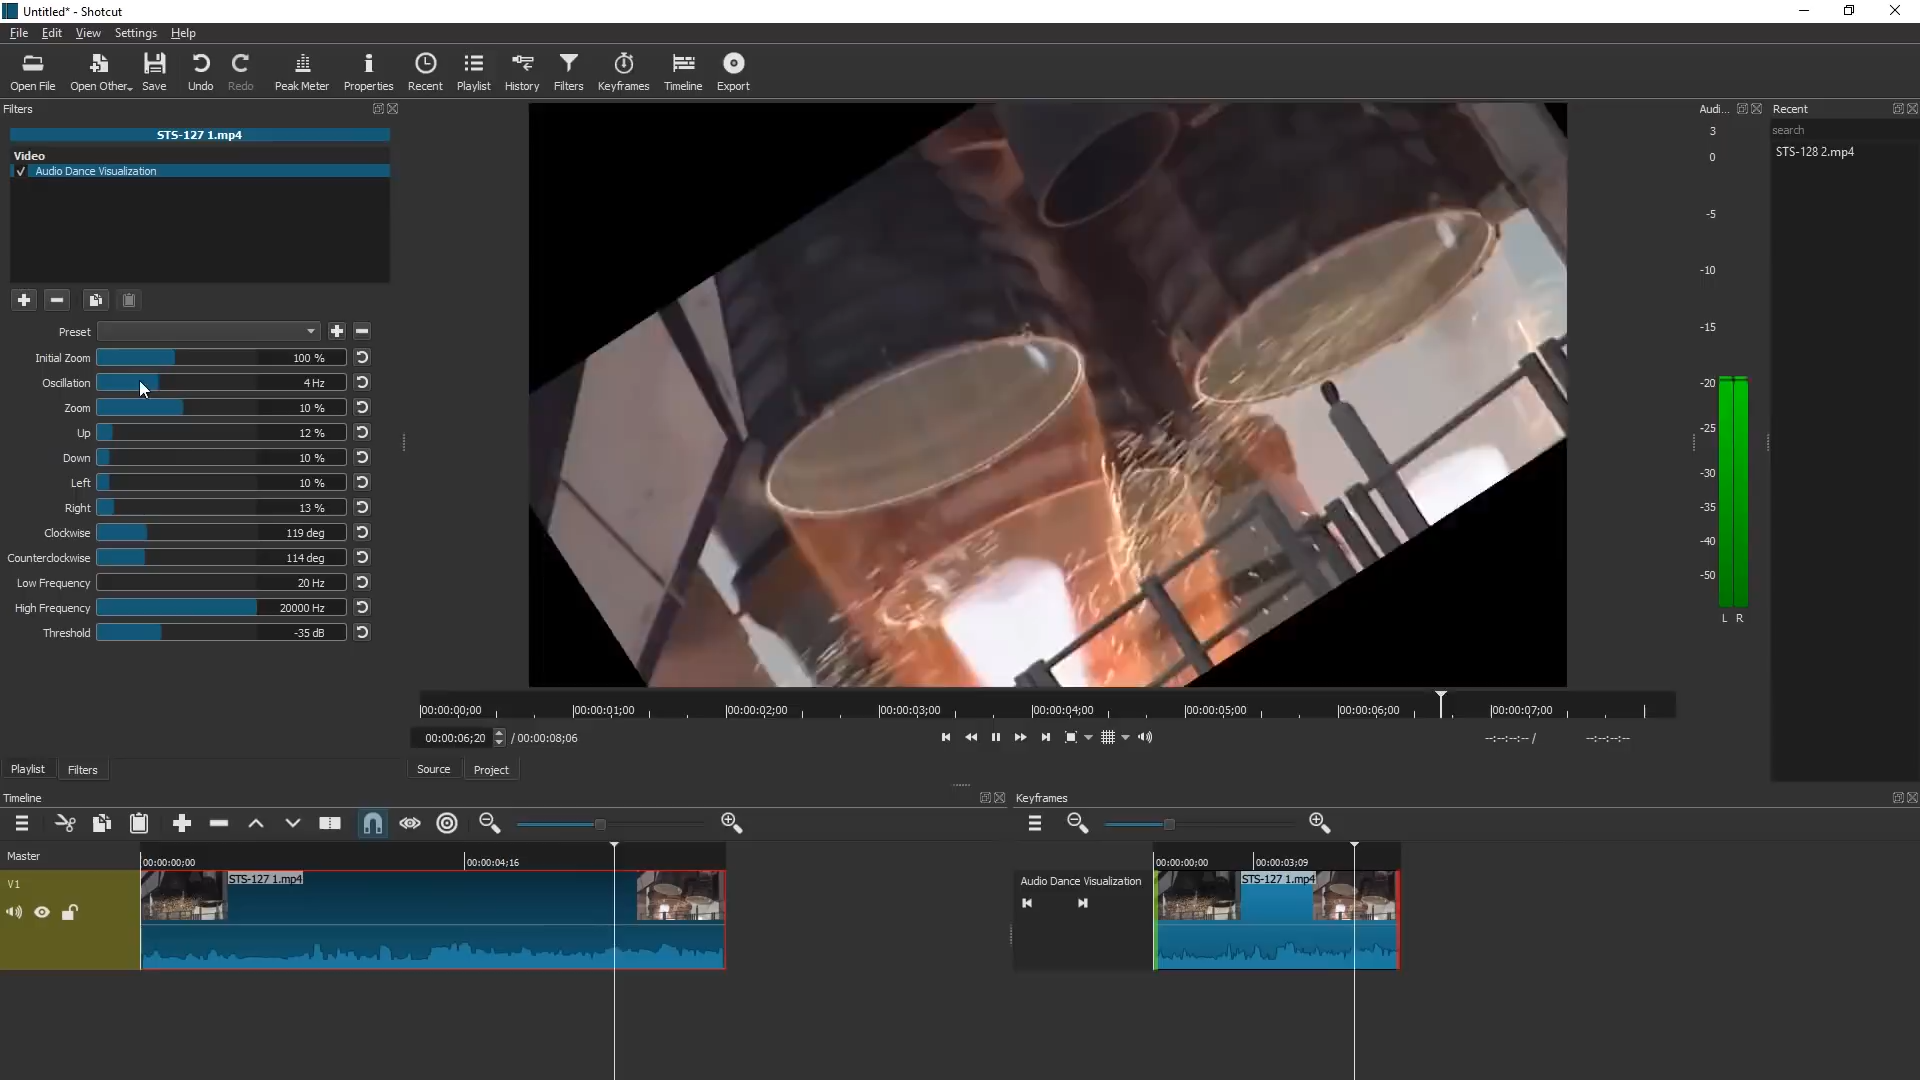 Untitled* - Shotcut
File Edit View Settings Help
Open File Open Other... Save Undo Redo Peak Meter Properties Recent Playlist History Filters Keyframes Timeline Export
Filters
STS-127 1.mp4
Video
Audio Dance Visualization
Preset
Initial Zoom 100 %
Oscillation 4 Hz
Zoom 10 %
Up 12 %
Down 10 %
Left 10 %
Right 13 %
Clockwise 119 deg
Counterclockwise 114 deg
Low Frequency 20 Hz
High Frequency 20000 Hz
Threshold -35 dB
Playlist Filters
00:00:00;00 00:00:01;00 00:00:02;00 00:00:03;00 00:00:04;00 00:00:05;00 00:00:06;00 00:00:07;00
00:00:06;20 / 00:00:08;06 --:--:--:-- / --:--:--:--
Source Project
Audi...
3
0
-5
-10
-15
-20
-25
-30
-35
-40
-50
L R
Recent
search
STS-128 2.mp4
Timeline
Master
00:00:00;00 00:00:04;16
V1
STS-127 1.mp4
Keyframes
00:00:00;00 00:00:03;09
Audio Dance Visualization
STS-127 1.mp4